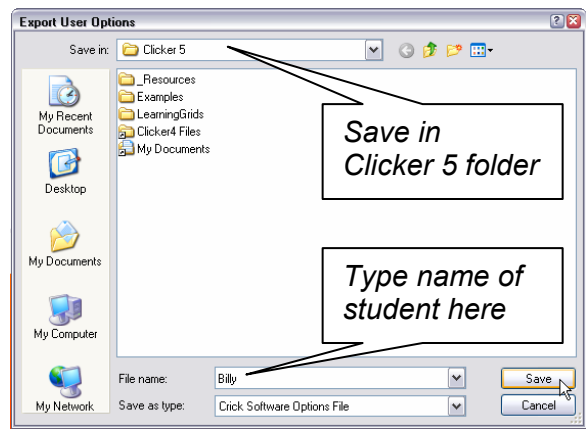 Export User Options
Save in:
Clicker 5
My Recent
Documents
Desktop
My Documents
My Computer
My Network
_Resources
Examples
LearningGrids
Clicker4 Files
My Documents
Save in
Clicker 5 folder
Type name of
student here
File name:
Billy
Save
Save as type:
Crick Software Options File
Cancel